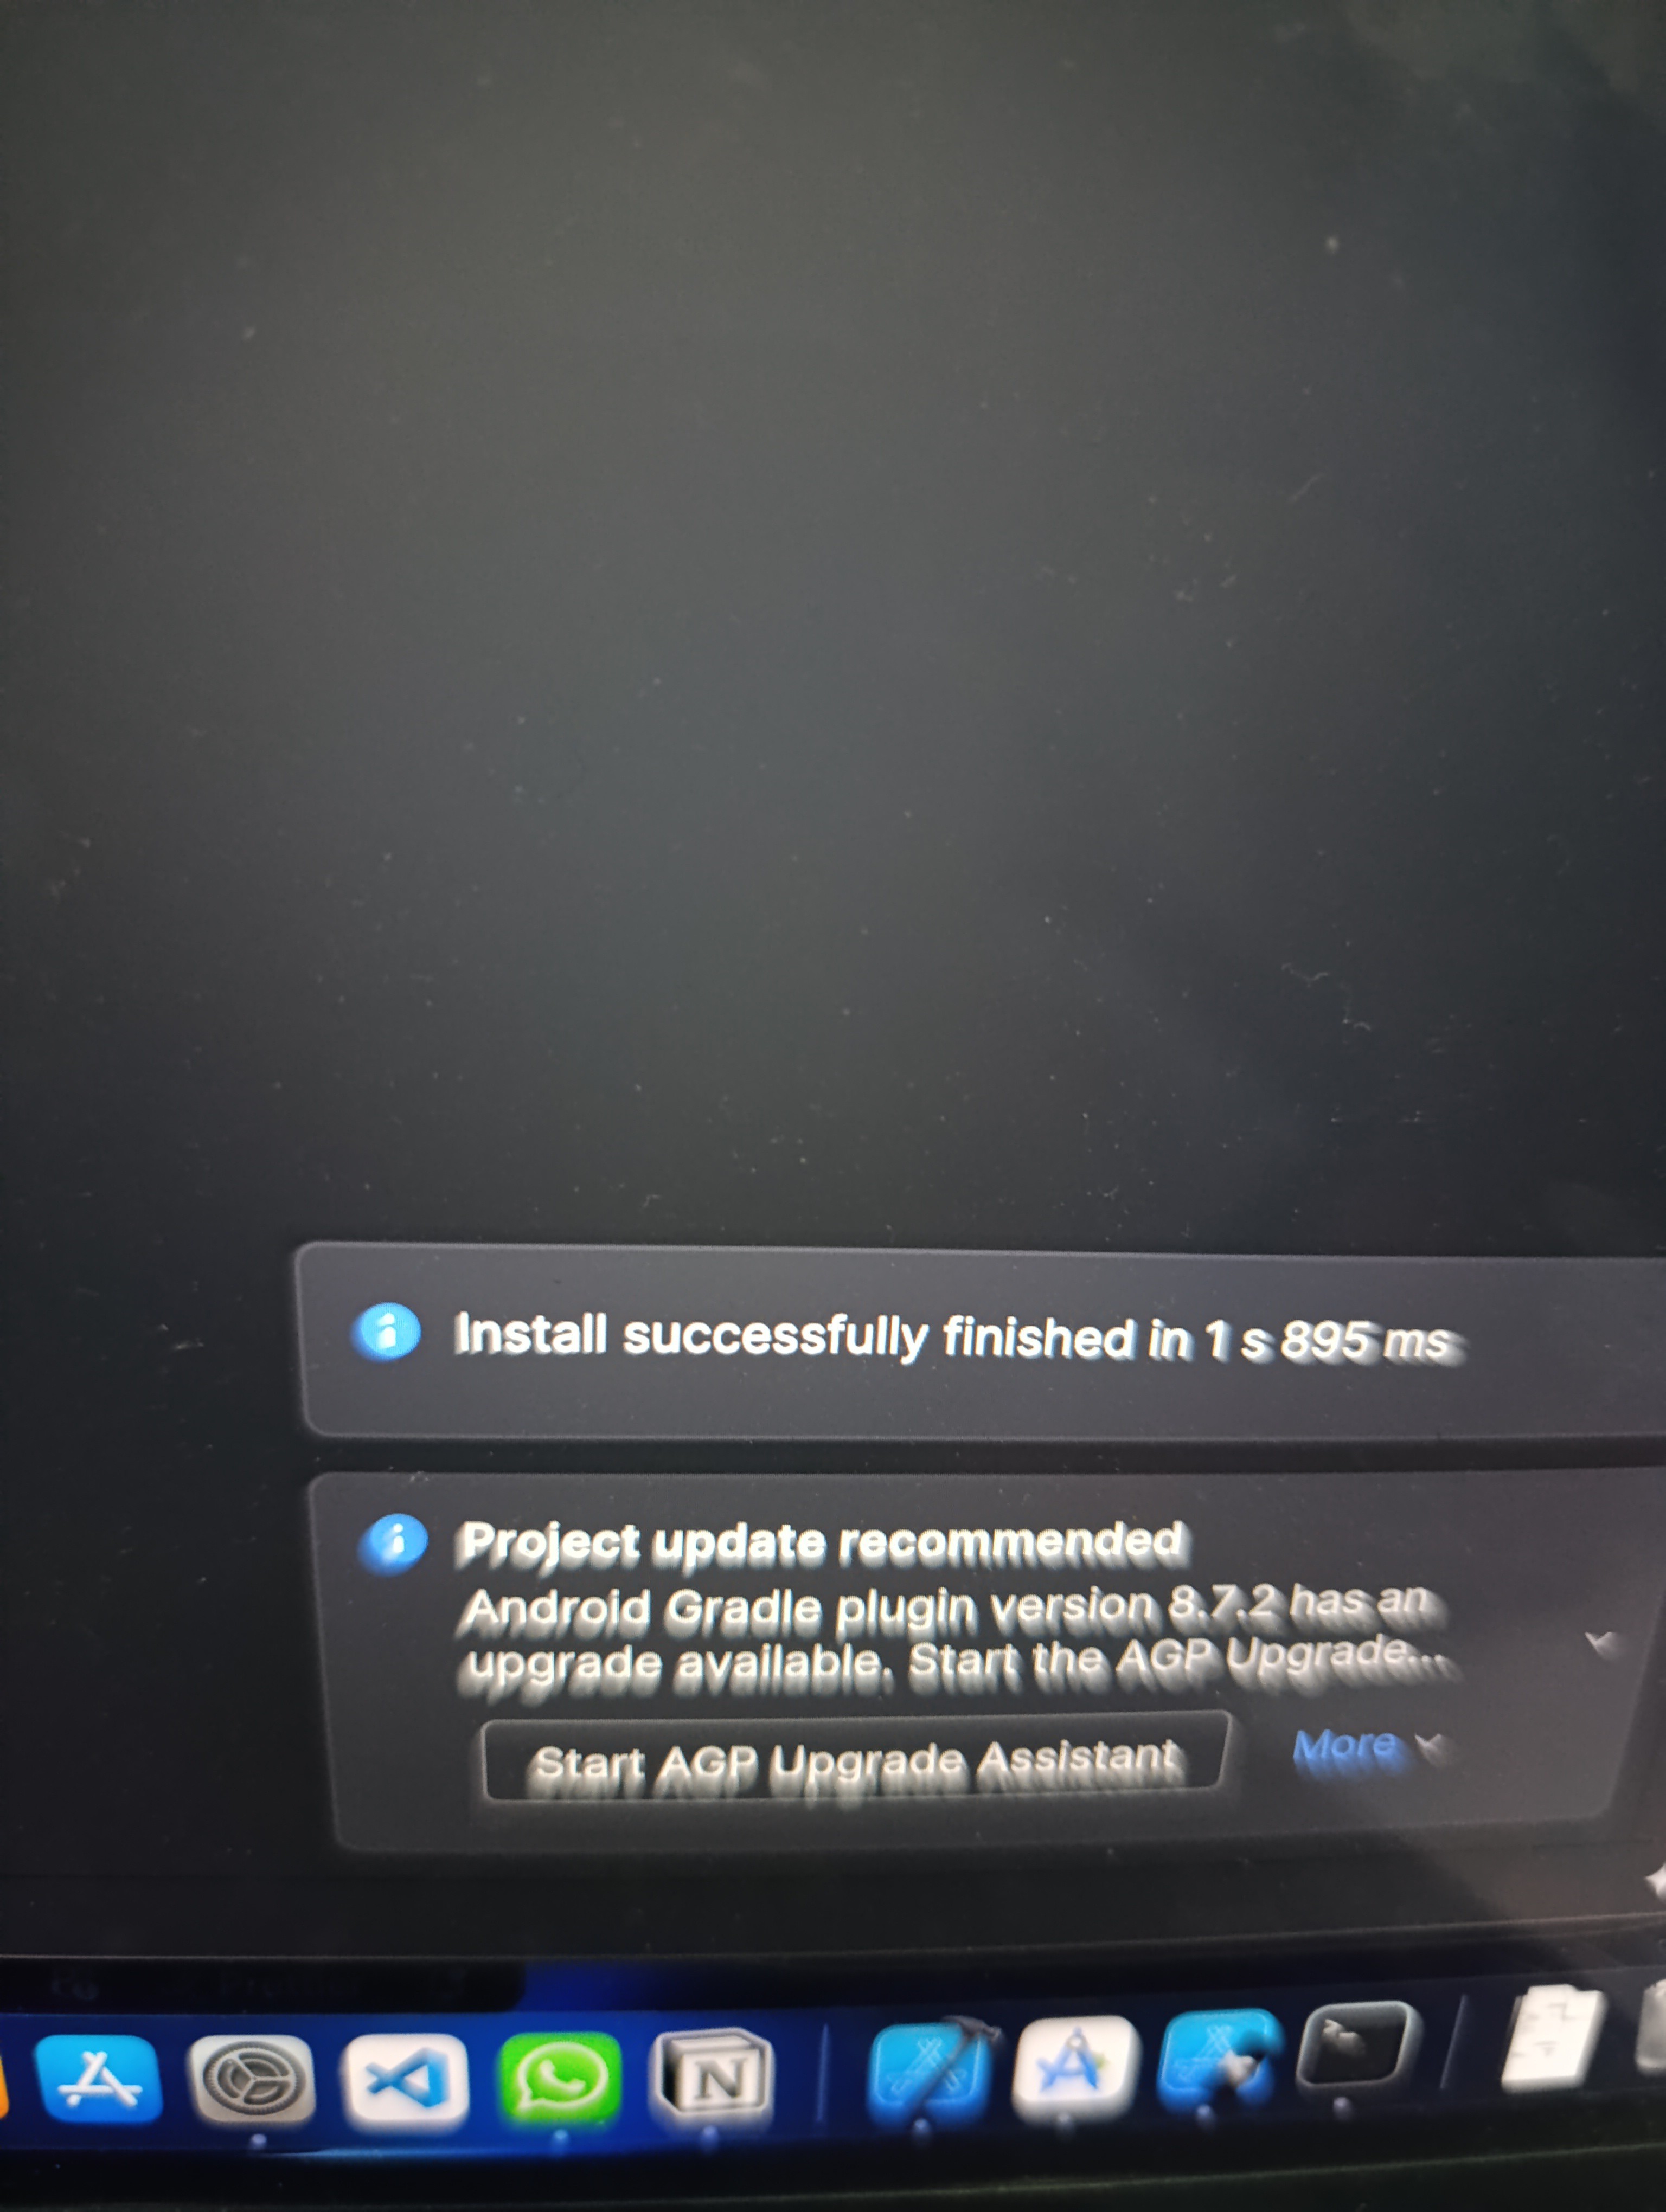 Install successfully finished in 1 s 895 ms
Project update recommended
Android Gradle plugin version 8.7.2 has an
upgrade available. Start the AGP Upgrade...
Start AGP Upgrade Assistant
More